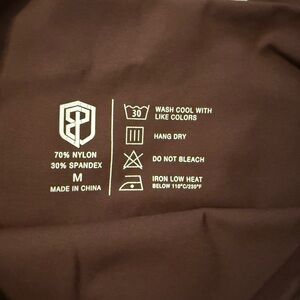 70% NYLON
30% SPANDEX
M
MADE IN CHINA
30
WASH COOL WITH
LIKE COLORS
HANG DRY
DO NOT BLEACH
IRON LOW HEAT
BELOW 110°C/230°F